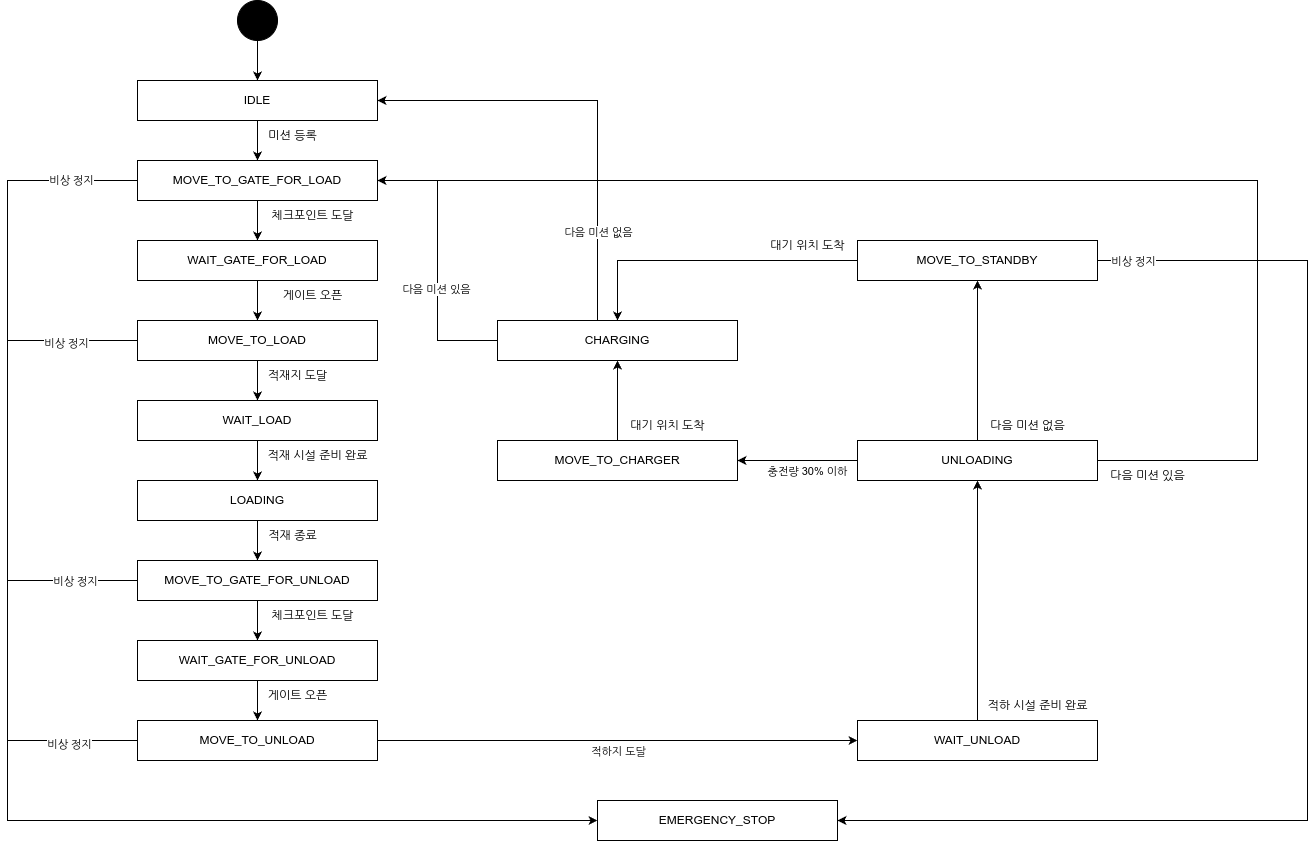 IDLE
미션 등록
비상 정지
MOVE_TO_GATE_FOR_LOAD
체크포인트 도달
다음 미션 없음
대기 위치 도착
WAIT_GATE_FOR_LOAD
MOVE_TO_STANDBY
비상 정지
게이트 오픈
다음 미션 있음
비상 정지
MOVE_TO_LOAD
CHARGING
적재지 도달
WAIT_LOAD
대기 위치 도착
다음 미션 없음
적재 시설 준비 완료
MOVE_TO_CHARGER
충전량 30% 이하
UNLOADING
다음 미션 있음
LOADING
적재 종료
비상 정지
MOVE_TO_GATE_FOR_UNLOAD
체크포인트 도달
WAIT_GATE_FOR_UNLOAD
게이트 오픈
적하 시설 준비 완료
비상 정지
MOVE_TO_UNLOAD
적하지 도달
WAIT_UNLOAD
EMERGENCY_STOP